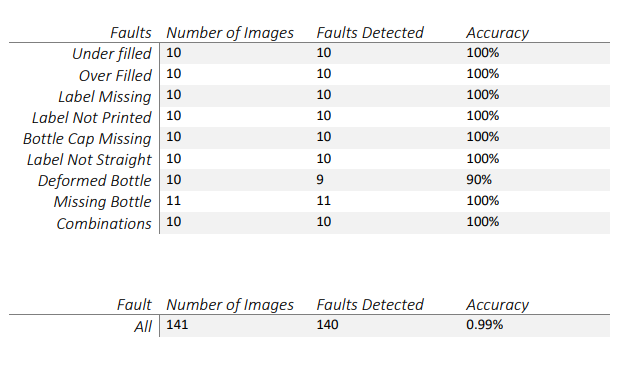 Faults Number of Images Faults Detected Accuracy
Under filled 10 10 100%
Over Filled 10 10 100%
Label Missing 10 10 100%
Label Not Printed 10 10 100%
Bottle Cap Missing 10 10 100%
Label Not Straight 10 10 100%
Deformed Bottle 10 9 90%
Missing Bottle 11 11 100%
Combinations 10 10 100%
Fault Number of Images Faults Detected Accuracy
All 141 140 0.99%